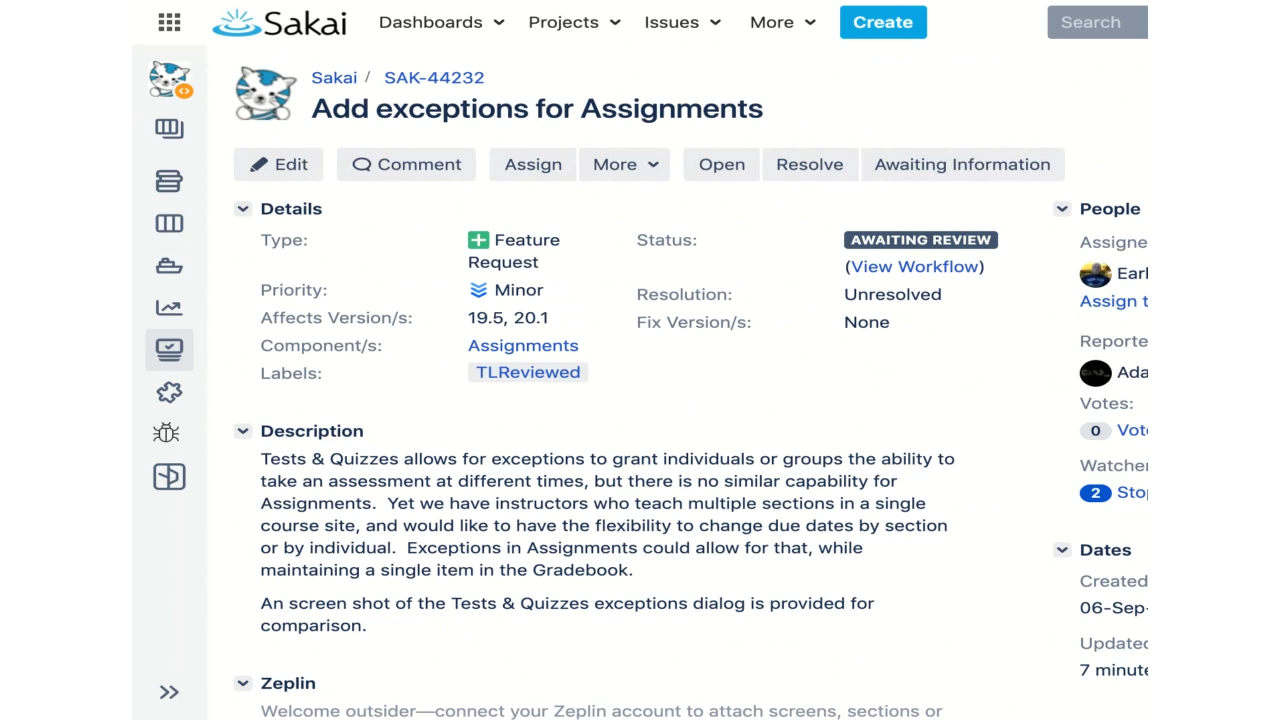 Sakai Dashboards Projects Issues More Create Search
Sakai / SAK-44232
Add exceptions for Assignments
Edit Comment Assign More Open Resolve Awaiting Information
Details
Type: Feature Request
Priority: Minor
Affects Version/s: 19.5, 20.1
Component/s: Assignments
Labels: TLReviewed
Status: AWAITING REVIEW
(View Workflow)
Resolution: Unresolved
Fix Version/s: None
Description
Tests & Quizzes allows for exceptions to grant individuals or groups the ability to
take an assessment at different times, but there is no similar capability for
Assignments. Yet we have instructors who teach multiple sections in a single
course site, and would like to have the flexibility to change due dates by section
or by individual. Exceptions in Assignments could allow for that, while
maintaining a single item in the Gradebook.
An screen shot of the Tests & Quizzes exceptions dialog is provided for
comparison.
Zeplin
Welcome outsider—connect your Zeplin account to attach screens, sections or
People
Assigne
Earl
Assign t
Reporte
Ada
Votes:
0 Vote
Watcher
2 Stop
Dates
Created
06-Sep-
Updated
7 minute